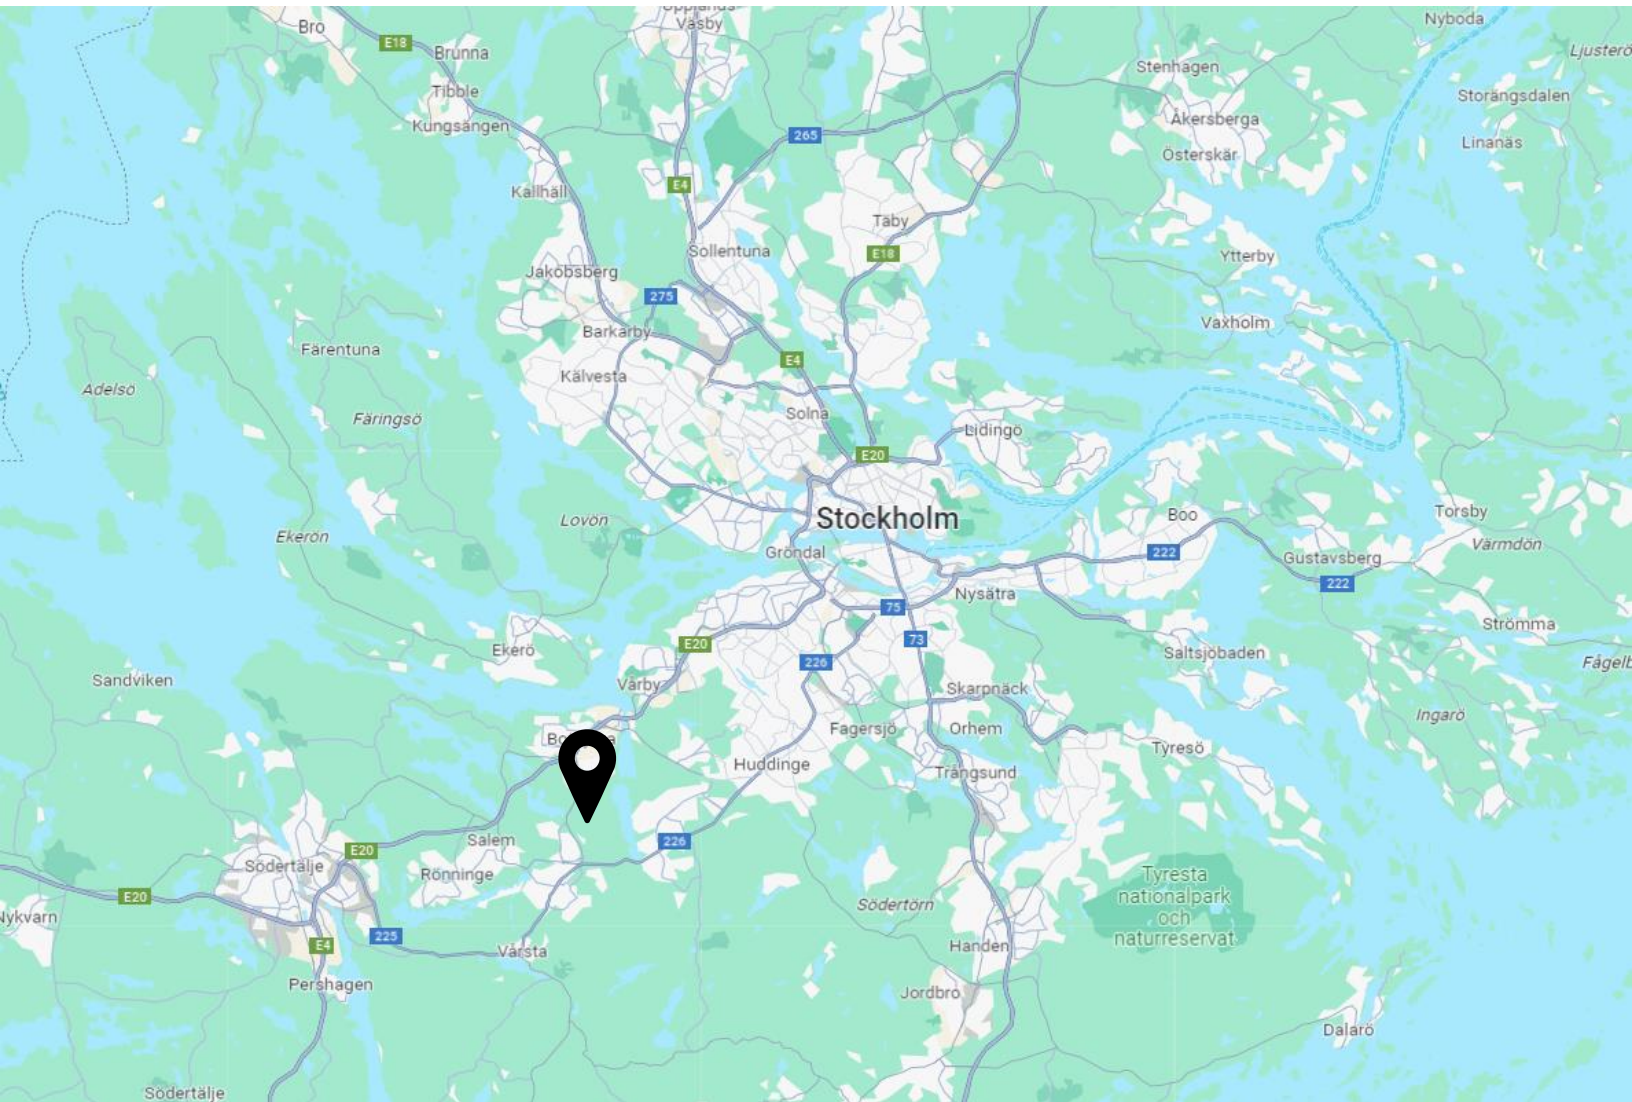 Väsby
Nyboda
Bro
E18
Brunna
Ljusterö
Stenhagen
Tibble
Storängsdalen
Kungsängen
Åkersberga
265
Linanäs
Österskär
E4
Kallhäll
Täby
Sollentuna
E18
Ytterby
Jakobsberg
275
Vaxholm
Barkarby
Färentuna
E4
Kälvesta
Adelsö
Färingsö
Solna
Lidingö
E20
Stockholm
Boo
Torsby
Lovön
Ekerön
Värmdön
Gröndal
222
Gustavsberg
222
Nysätra
75
Strömma
73
E20
Ekerö
226
Saltsjöbaden
Sandviken
Vårby
Skarpnäck
Ingarö
Fagersjö
Orhem
Tyresö
Huddinge
Trångsund
Salem
226
E20
Södertälje
Rönninge
Tyresta
nationalpark
och
naturreservat
E20
Södertörn
Nykvarn
225
E4
Vårsta
Handen
Pershagen
Jordbro
Dalarö
Södertälje